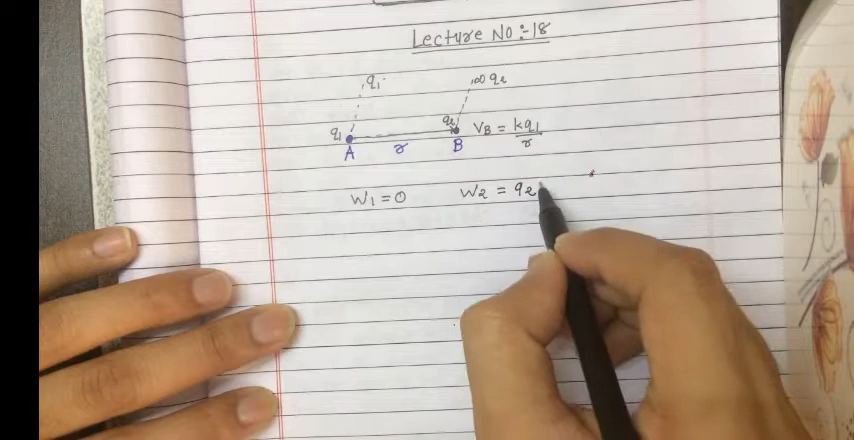 Lecture No :- 18
q1 ∞ q2
q1 q2 VB = kq1/r
A r B
W1 = 0 W2 = q2